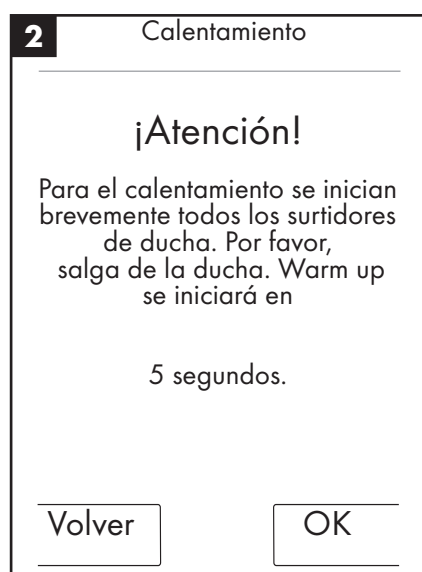 2
Calentamiento
¡Atención!
Para el calentamiento se inician
brevemente todos los surtidores
de ducha. Por favor,
salga de la ducha. Warm up
se iniciará en
5 segundos.
Volver
OK